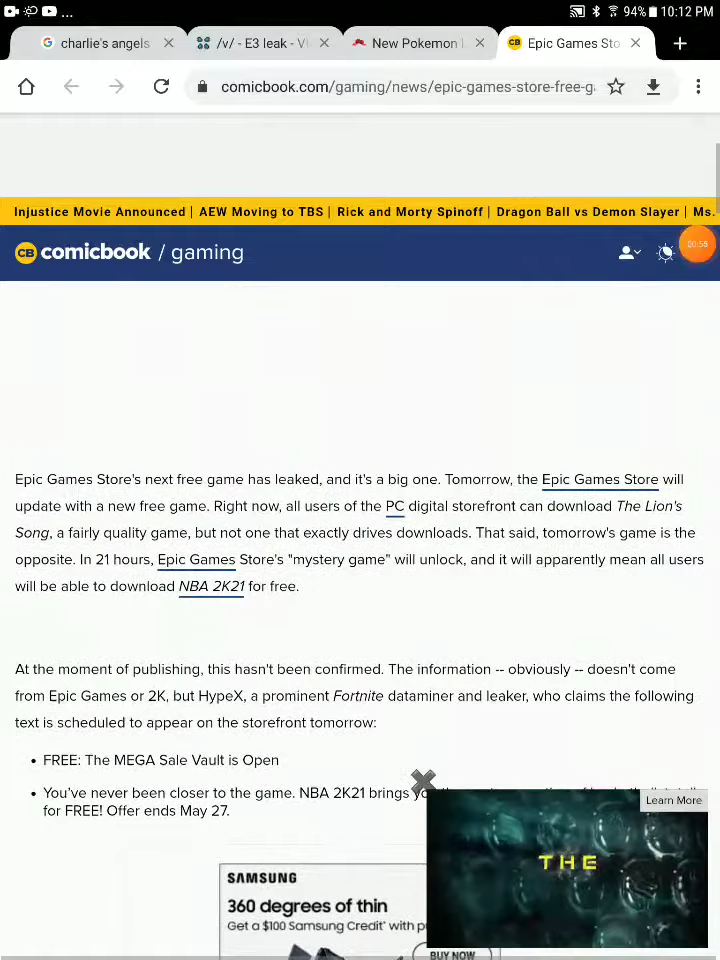 ... 94% 10:12 PM
charlie's angels /v/ - E3 leak - Vi New Pokemon Epic Games Sto
comicbook.com/gaming/news/epic-games-store-free-g
Injustice Movie Announced | AEW Moving to TBS | Rick and Morty Spinoff | Dragon Ball vs Demon Slayer | Ms.
CB comicbook / gaming
00:58
Epic Games Store's next free game has leaked, and it's a big one. Tomorrow, the Epic Games Store will
update with a new free game. Right now, all users of the PC digital storefront can download The Lion's
Song, a fairly quality game, but not one that exactly drives downloads. That said, tomorrow's game is the
opposite. In 21 hours, Epic Games Store's "mystery game" will unlock, and it will apparently mean all users
will be able to download NBA 2K21 for free.
At the moment of publishing, this hasn't been confirmed. The information -- obviously -- doesn't come
from Epic Games or 2K, but HypeX, a prominent Fortnite dataminer and leaker, who claims the following
text is scheduled to appear on the storefront tomorrow:
• FREE: The MEGA Sale Vault is Open
• You've never been closer to the game. NBA 2K21 brings
for FREE! Offer ends May 27.
Learn More
THE
SAMSUNG
360 degrees of thin
Get a $100 Samsung Credit* with
BUY NOW